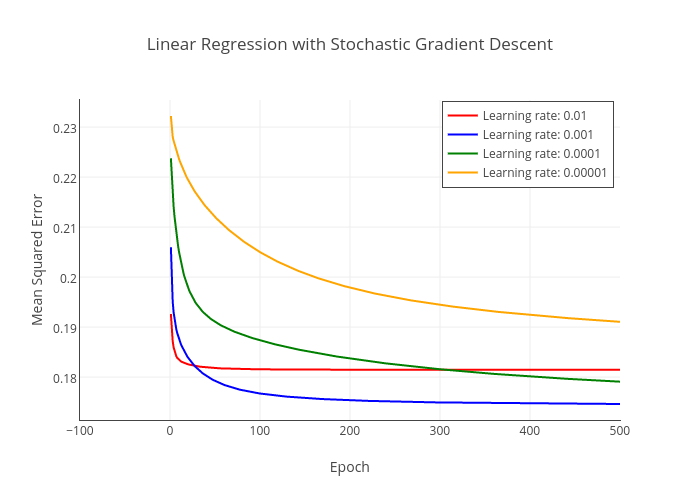 Linear Regression with Stochastic Gradient Descent
Learning rate: 0.01
Learning rate: 0.001
Learning rate: 0.0001
Learning rate: 0.00001
Mean Squared Error
0.23
0.22
0.21
0.2
0.19
0.18
−100
0
100
200
300
400
500
Epoch